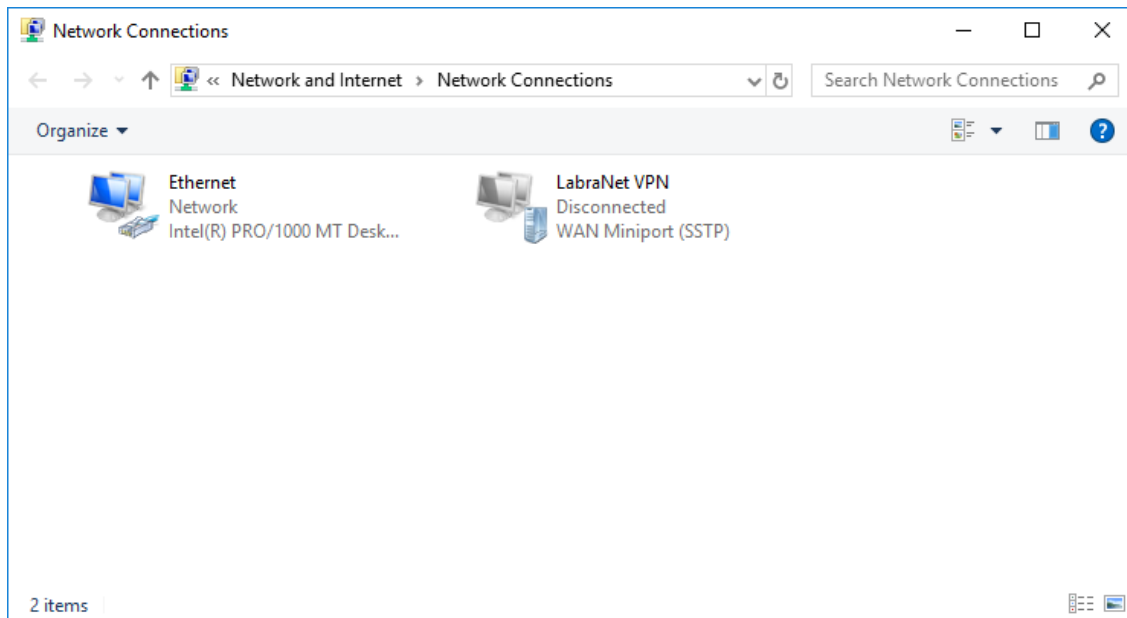 Network Connections
« Network and Internet › Network Connections
Search Network Connections
Organize
?
Ethernet
Network
Intel(R) PRO/1000 MT Desk...
LabraNet VPN
Disconnected
WAN Miniport (SSTP)
2 items